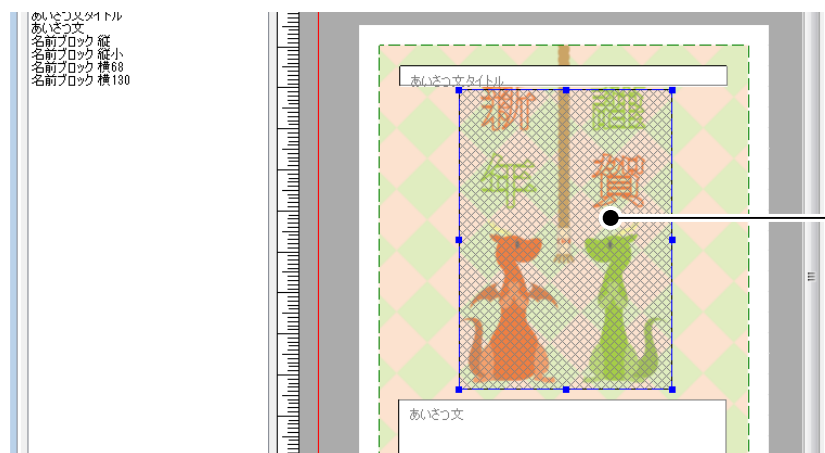 あいさつ文タイトル
あいさつ文
名前ブロック 縦
名前ブロック 縦小
名前ブロック 横68
名前ブロック 横130
あいさつ文タイトル
謹賀
新年
あいさつ文